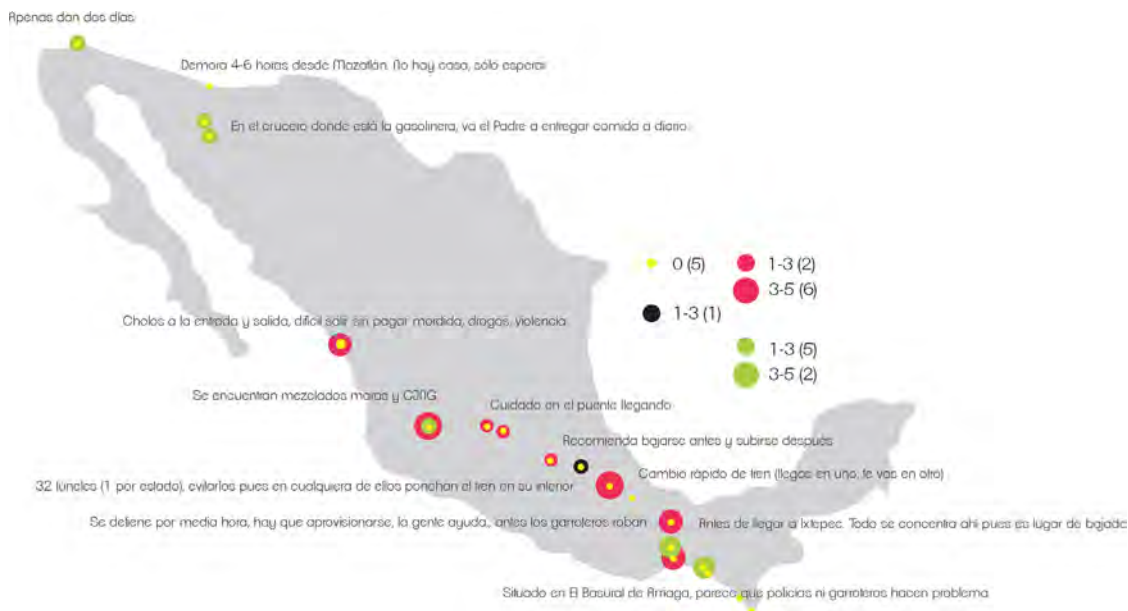 Apenas dan dos días
Demora 4-6 horas desde Mazatlán. No hay casa, sólo esperar
En el crucero donde está la gasolinera, va el Padre a entregar comida a diario
0 (5)
1-3 (2)
3-5 (6)
1-3 (1)
1-3 (5)
3-5 (2)
Cholos a la entrada y salida, difícil salir sin pagar mordida, drogas, violencia
Se encuentran mezclados maras y CJNG
Cuidado en el puente llegando
Recomienda bajarse antes y subirse después
Cambio rápido de tren (llegas en uno, te vas en otro)
32 túneles (1 por estado), evitarlos pues en cualquiera de ellos ponchan el tren en su interior
Se detiene por media hora, hay que aprovisionarse, la gente ayuda, antes los garroteros roban
Antes de llegar a Ixtepec. Todo se concentra ahí pues es lugar de bajada
Situado en El Basural de Arriaga, parece que policías ni garroteros hacen problema